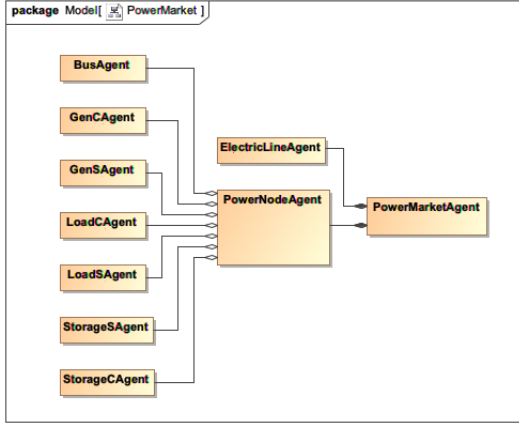 package Model[ PowerMarket ]
BusAgent
GenCAgent
GenSAgent
LoadCAgent
LoadSAgent
StorageSAgent
StorageCAgent
ElectricLineAgent
PowerNodeAgent
PowerMarketAgent